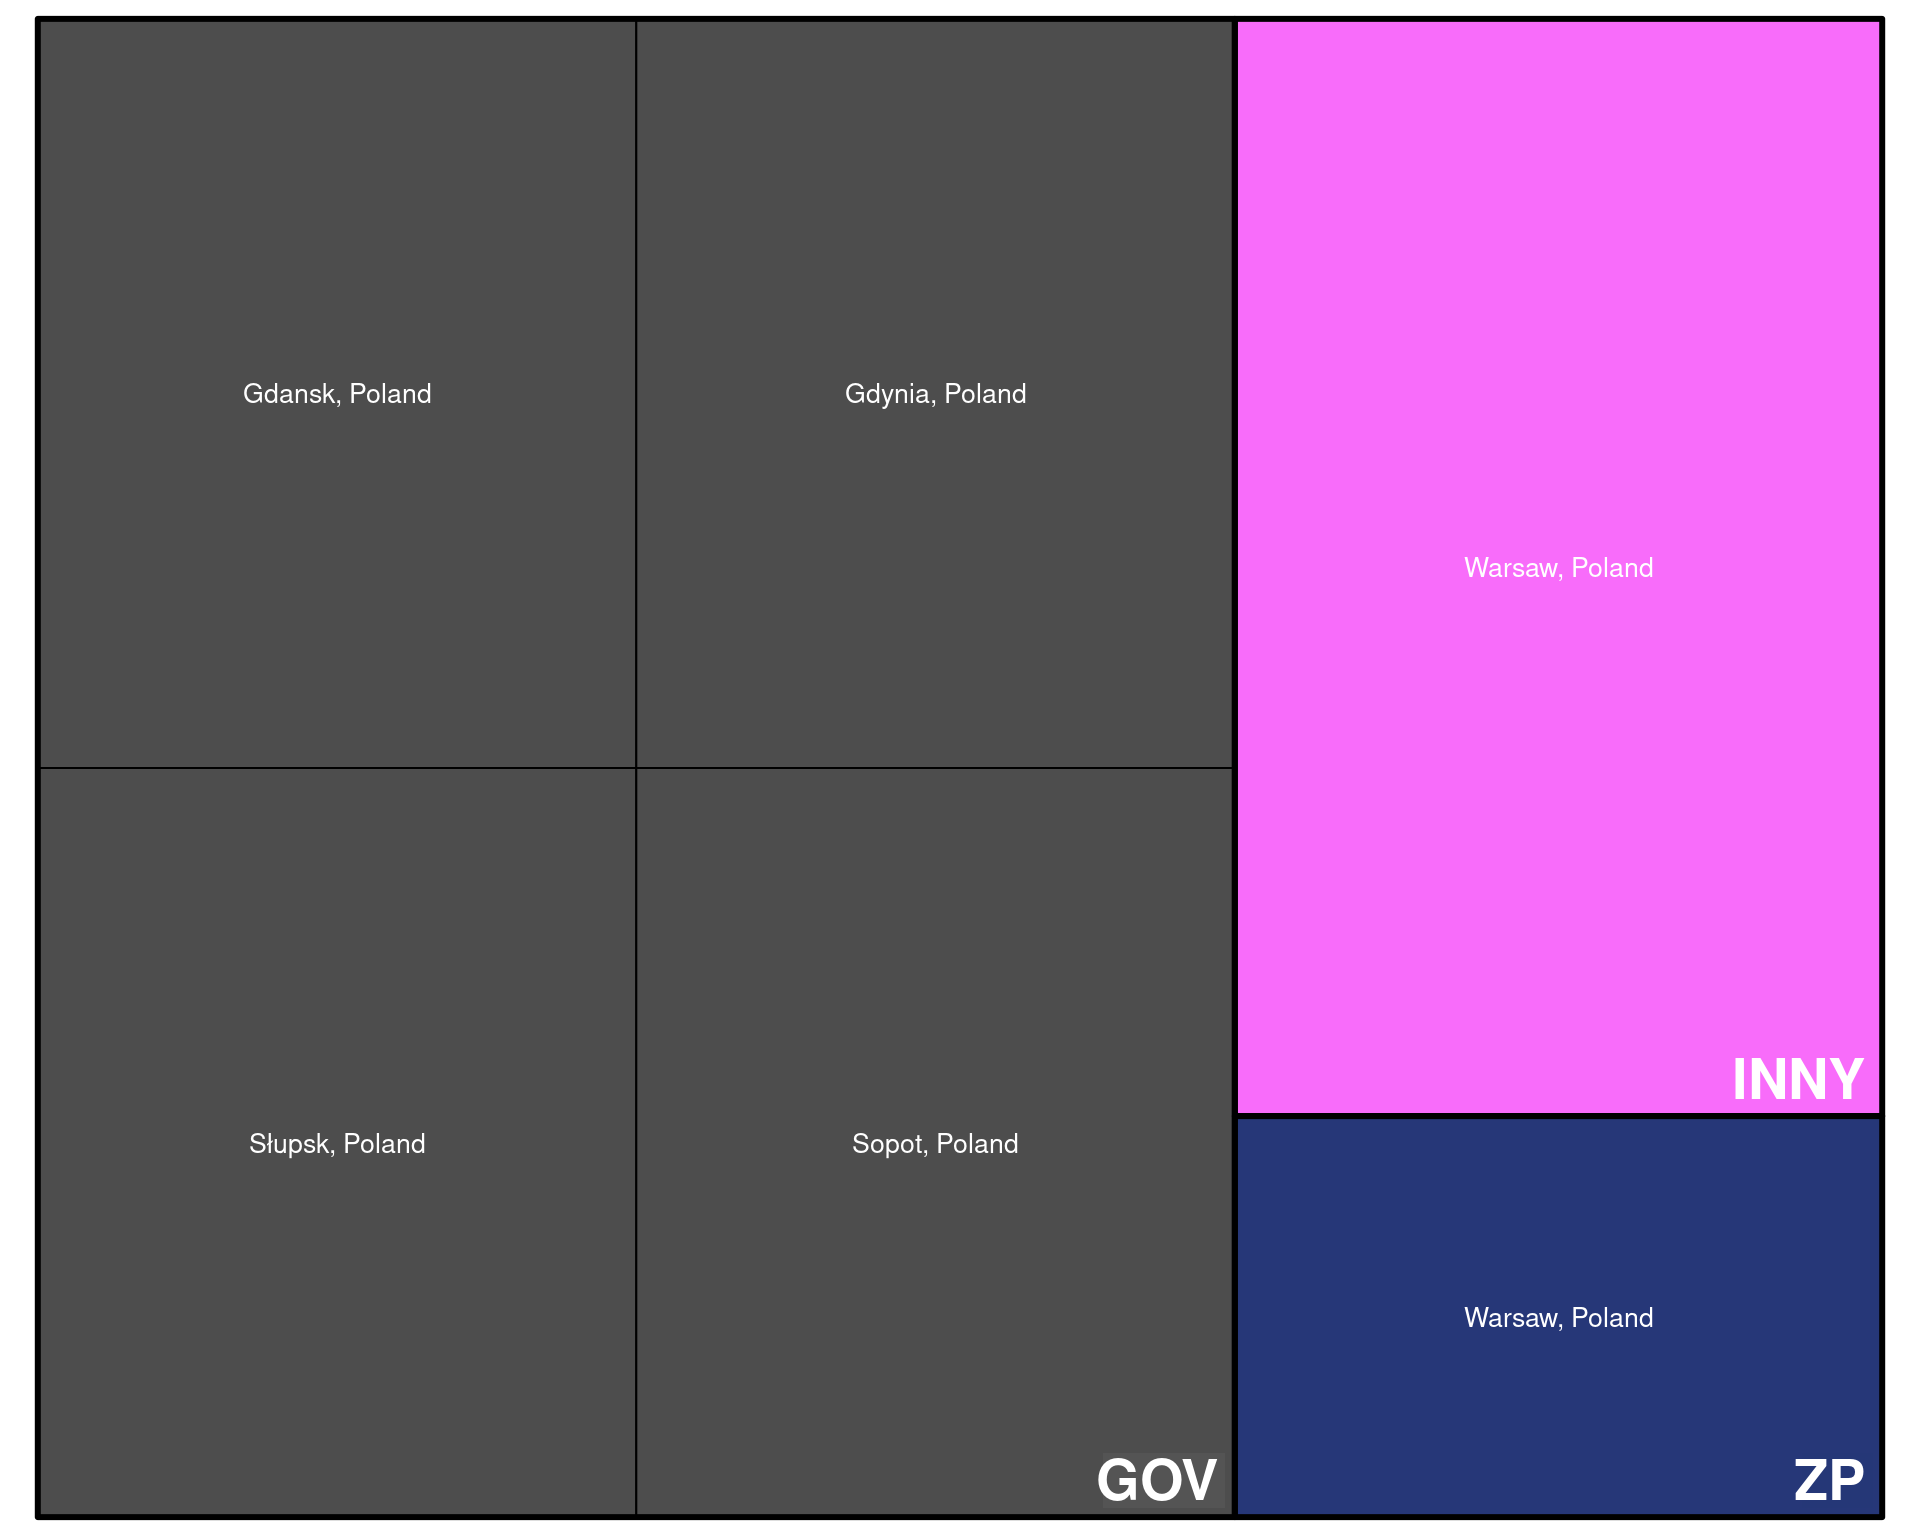 Gdansk, Poland
Gdynia, Poland
Warsaw, Poland
INNY
Słupsk, Poland
Sopot, Poland
GOV
Warsaw, Poland
ZP